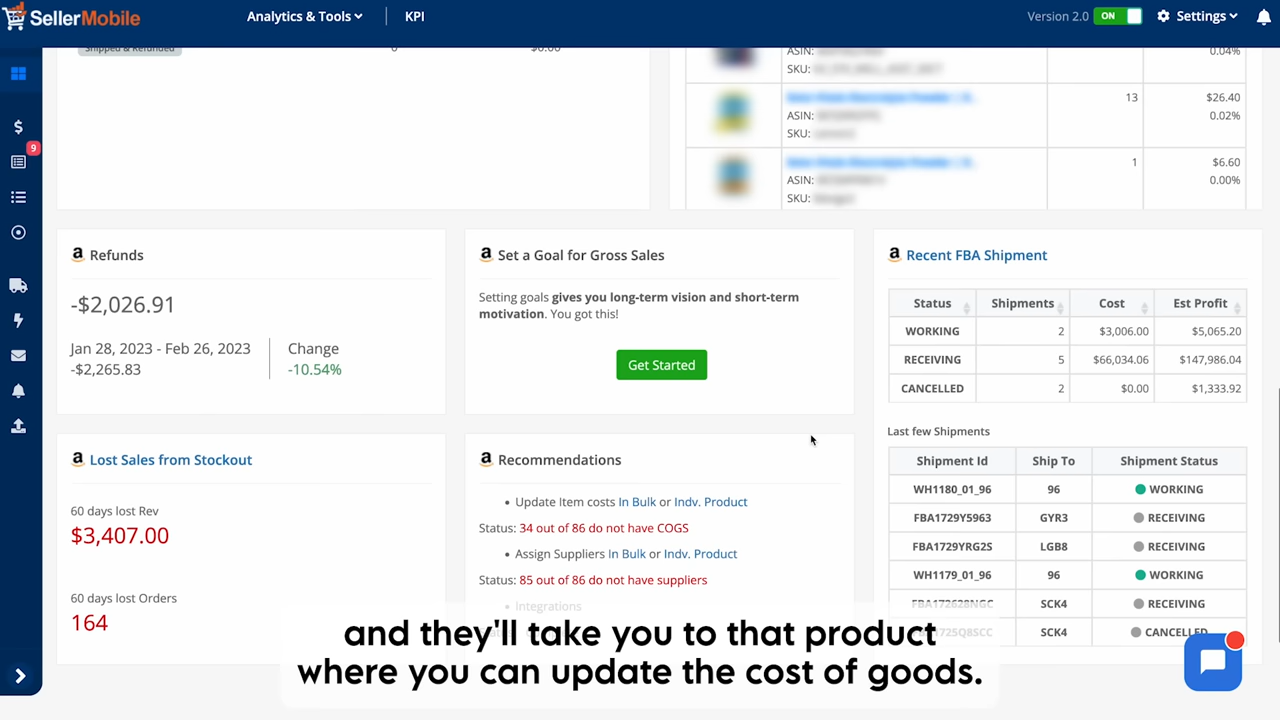 SellerMobile
Analytics & Tools
KPI
Version 2.0
ON
Settings
9
Shipped & Refunded
0
$0.00
ASIN:
0.04%
SKU:
13
$26.40
ASIN:
0.02%
SKU:
1
$6.60
ASIN:
0.00%
SKU:
Refunds
-$2,026.91
Jan 28, 2023 - Feb 26, 2023
Change
-$2,265.83
-10.54%
Set a Goal for Gross Sales
Setting goals gives you long-term vision and short-term
motivation. You got this!
Get Started
Recent FBA Shipment
Status Shipments Cost Est Profit
WORKING 2 $3,006.00 $5,065.20
RECEIVING 5 $66,034.06 $147,986.04
CANCELLED 2 $0.00 $1,333.92
Last few Shipments
Shipment Id Ship To Shipment Status
WH1180_01_96 96 WORKING
FBA1729Y5963 GYR3 RECEIVING
FBA1729YRG2S LGB8 RECEIVING
WH1179_01_96 96 WORKING
FBA172628NGC SCK4 RECEIVING
SCK4 CANCELLED
Lost Sales from Stockout
60 days lost Rev
$3,407.00
60 days lost Orders
164
Recommendations
• Update Item costs In Bulk or Indv. Product
Status: 34 out of 86 do not have COGS
• Assign Suppliers In Bulk or Indv. Product
Status: 85 out of 86 do not have suppliers
• Integrations
and they'll take you to that product
where you can update the cost of goods.